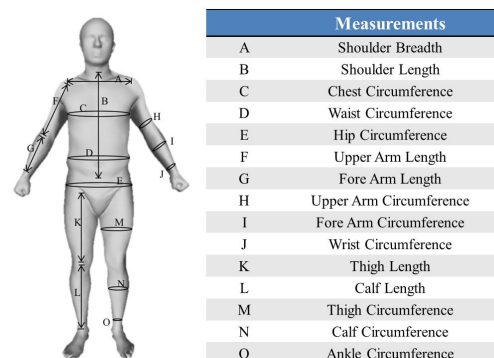 Measurements
A Shoulder Breadth
B Shoulder Length
C Chest Circumference
D Waist Circumference
E Hip Circumference
F Upper Arm Length
G Fore Arm Length
H Upper Arm Circumference
I Fore Arm Circumference
J Wrist Circumference
K Thigh Length
L Calf Length
M Thigh Circumference
N Calf Circumference
O Ankle Circumference
A
F
B
C
H
G
I
D
J
E
K
M
L
N
O